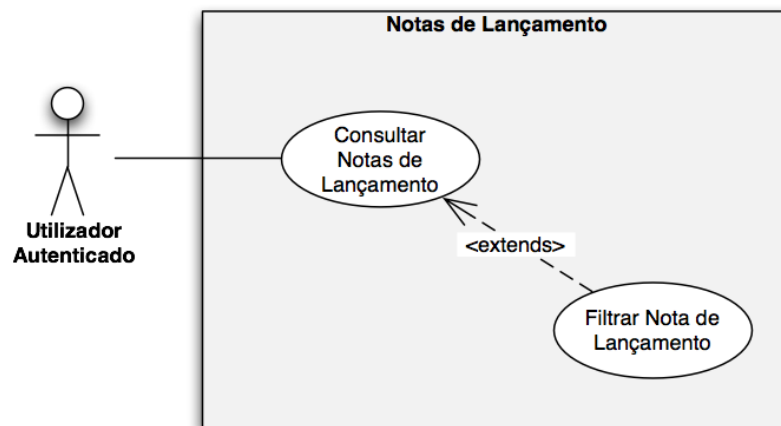 Notas de Lançamento
Consultar
Notas de
Lançamento
Utilizador
Autenticado
<extends>
Filtrar Nota de
Lançamento